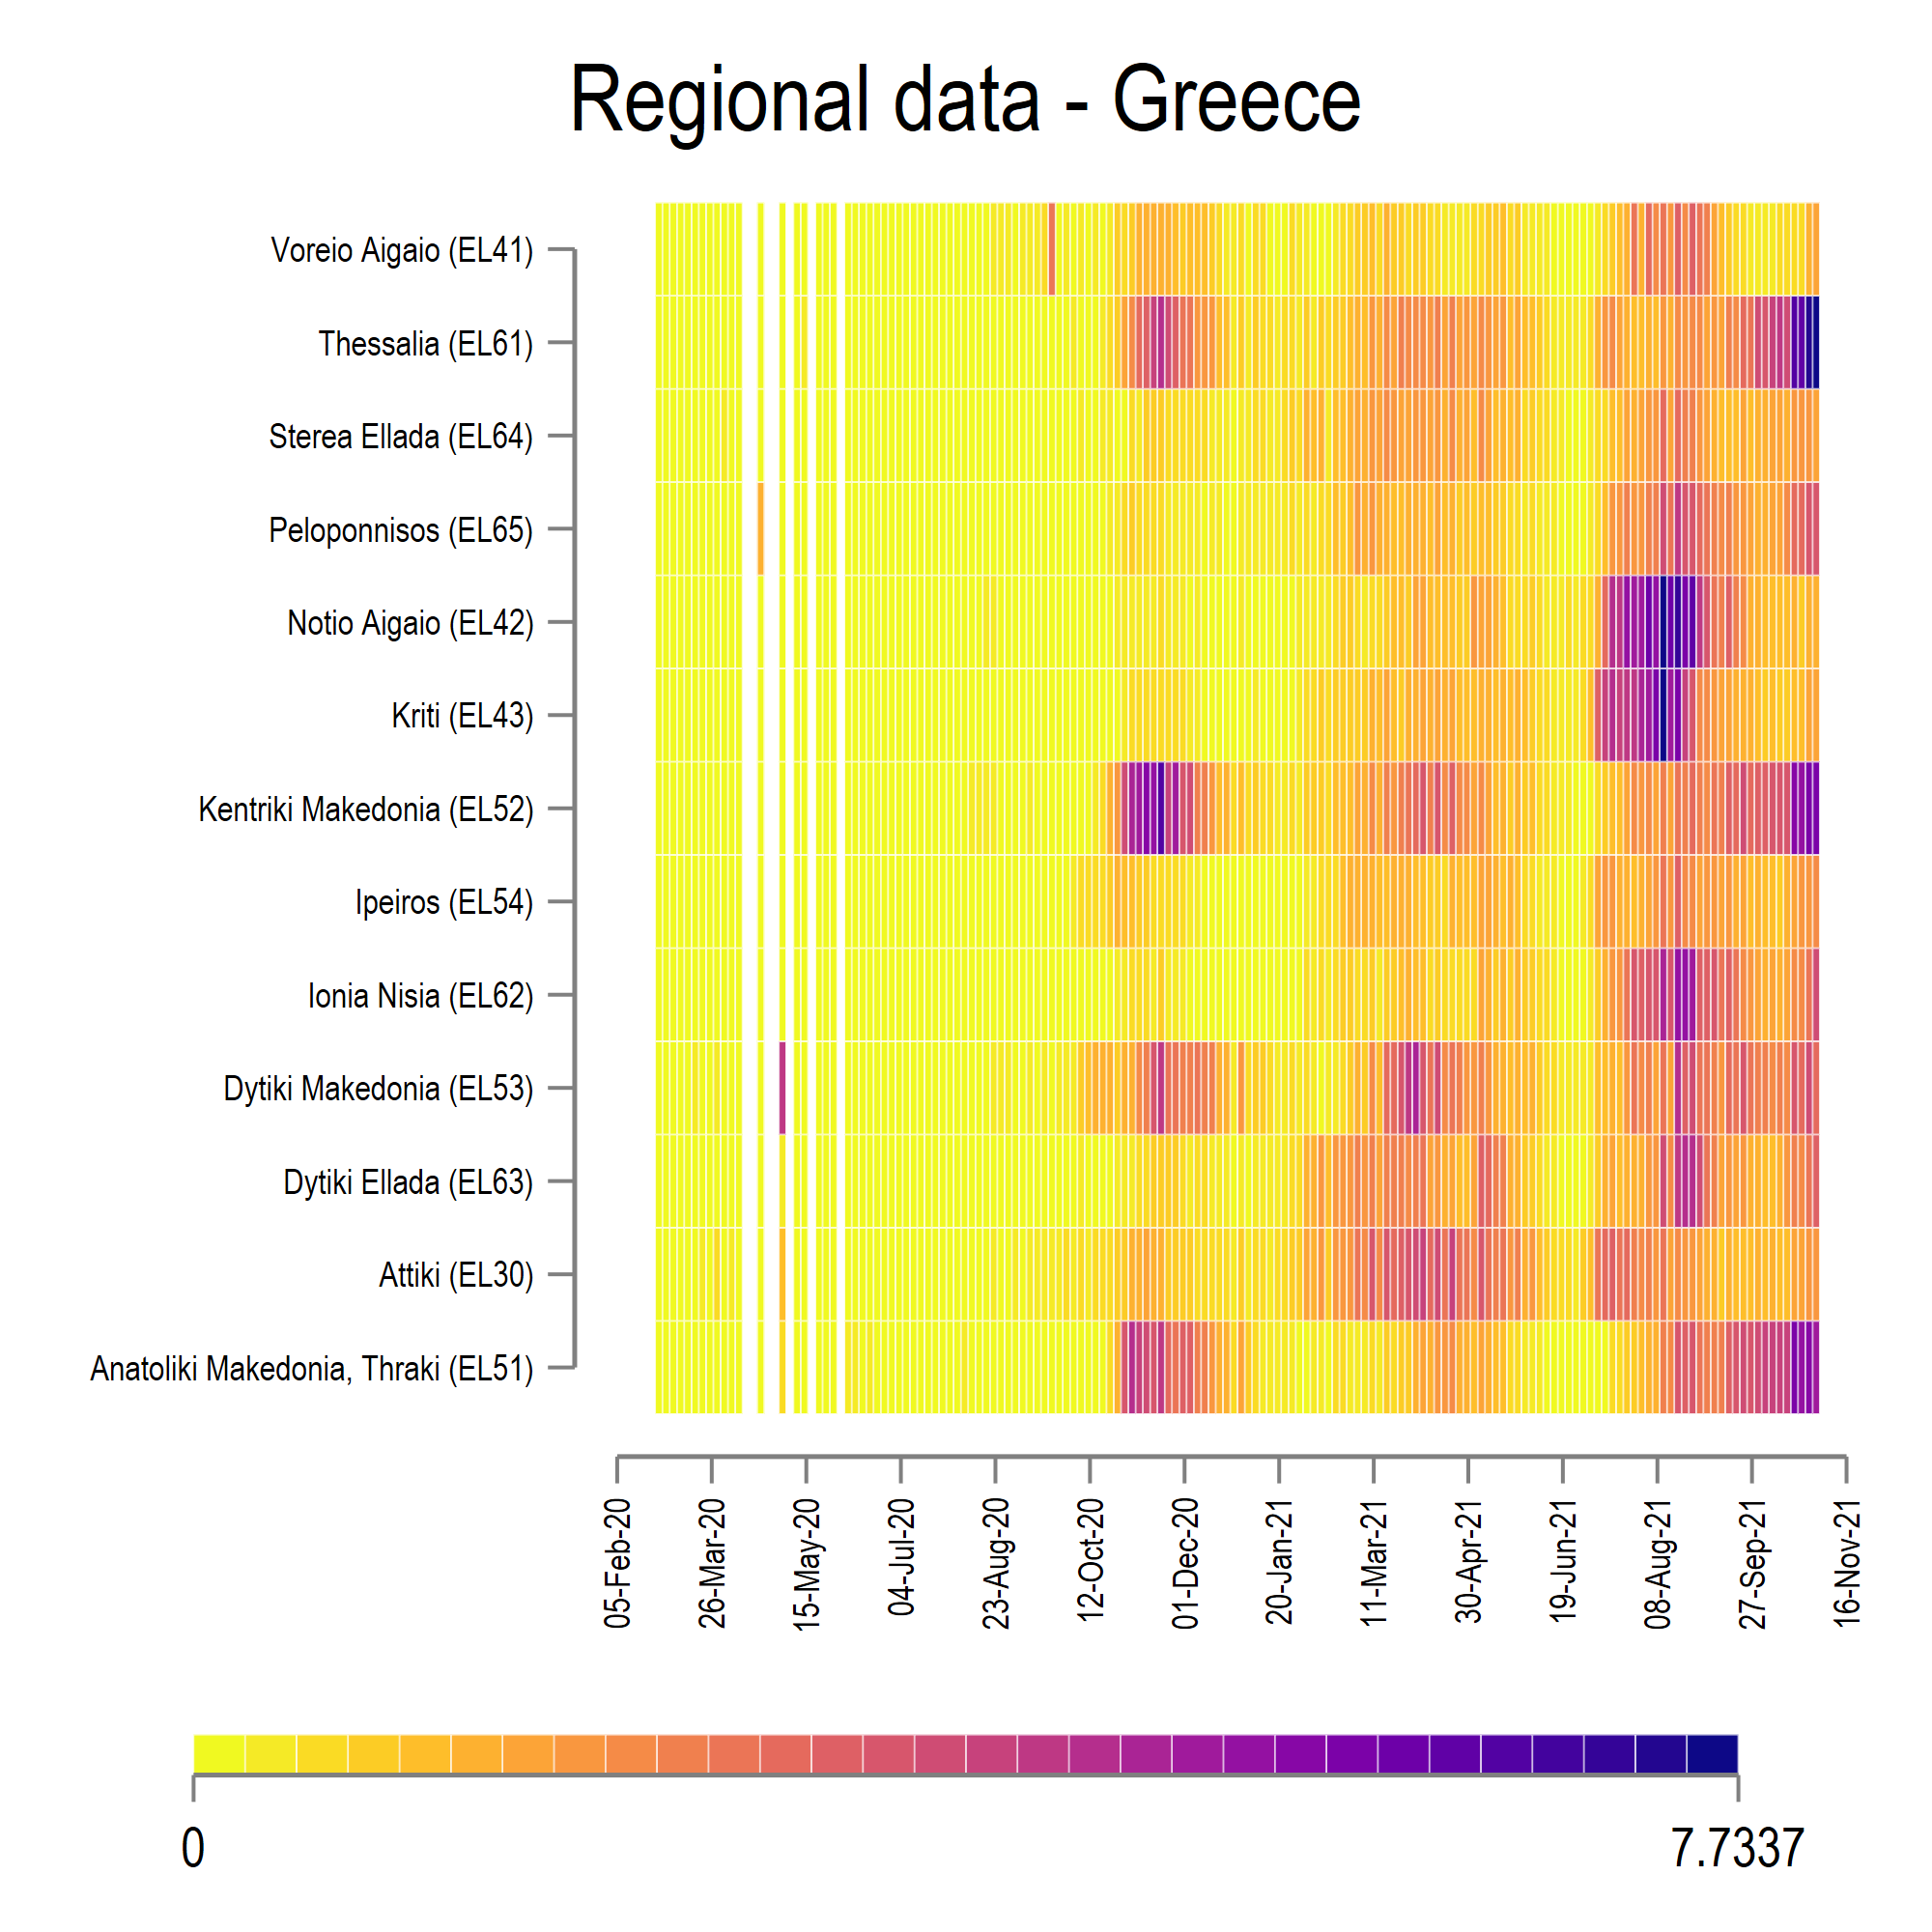 Regional data - Greece
Voreio Aigaio (EL41)
Thessalia (EL61)
Sterea Ellada (EL64)
Peloponnisos (EL65)
Notio Aigaio (EL42)
Kriti (EL43)
Kentriki Makedonia (EL52)
Ipeiros (EL54)
Ionia Nisia (EL62)
Dytiki Makedonia (EL53)
Dytiki Ellada (EL63)
Attiki (EL30)
Anatoliki Makedonia, Thraki (EL51)
05-Feb-20
26-Mar-20
15-May-20
04-Jul-20
23-Aug-20
12-Oct-20
01-Dec-20
20-Jan-21
11-Mar-21
30-Apr-21
19-Jun-21
08-Aug-21
27-Sep-21
16-Nov-21
0
7.7337